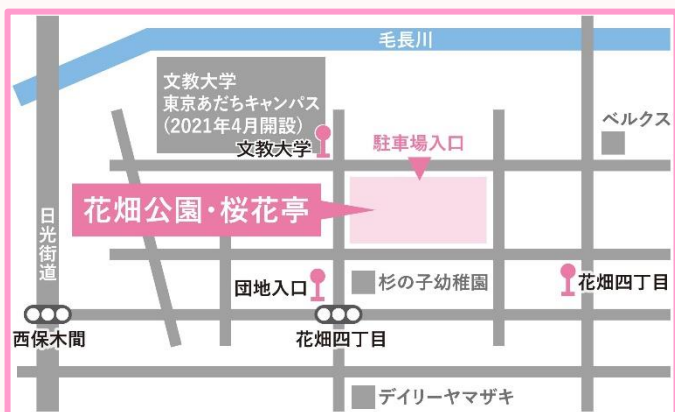 毛長川
文教大学
東京あだちキャンパス
(2021年4月開設)
文教大学
駐車場入口
ベルクス
花畑公園・桜花亭
日光街道
団地入口
杉の子幼稚園
花畑四丁目
西保木間
花畑四丁目
デイリーヤマザキ